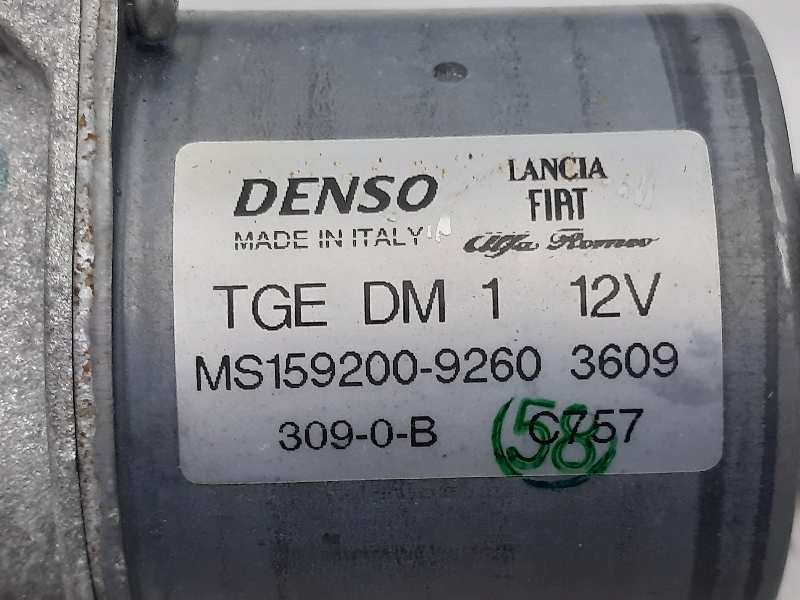 DENSO
LANCIA
FIAT
Alfa Romeo
MADE IN ITALY
TGE DM 1 12V
MS159200-9260 3609
309-0-B C757
58